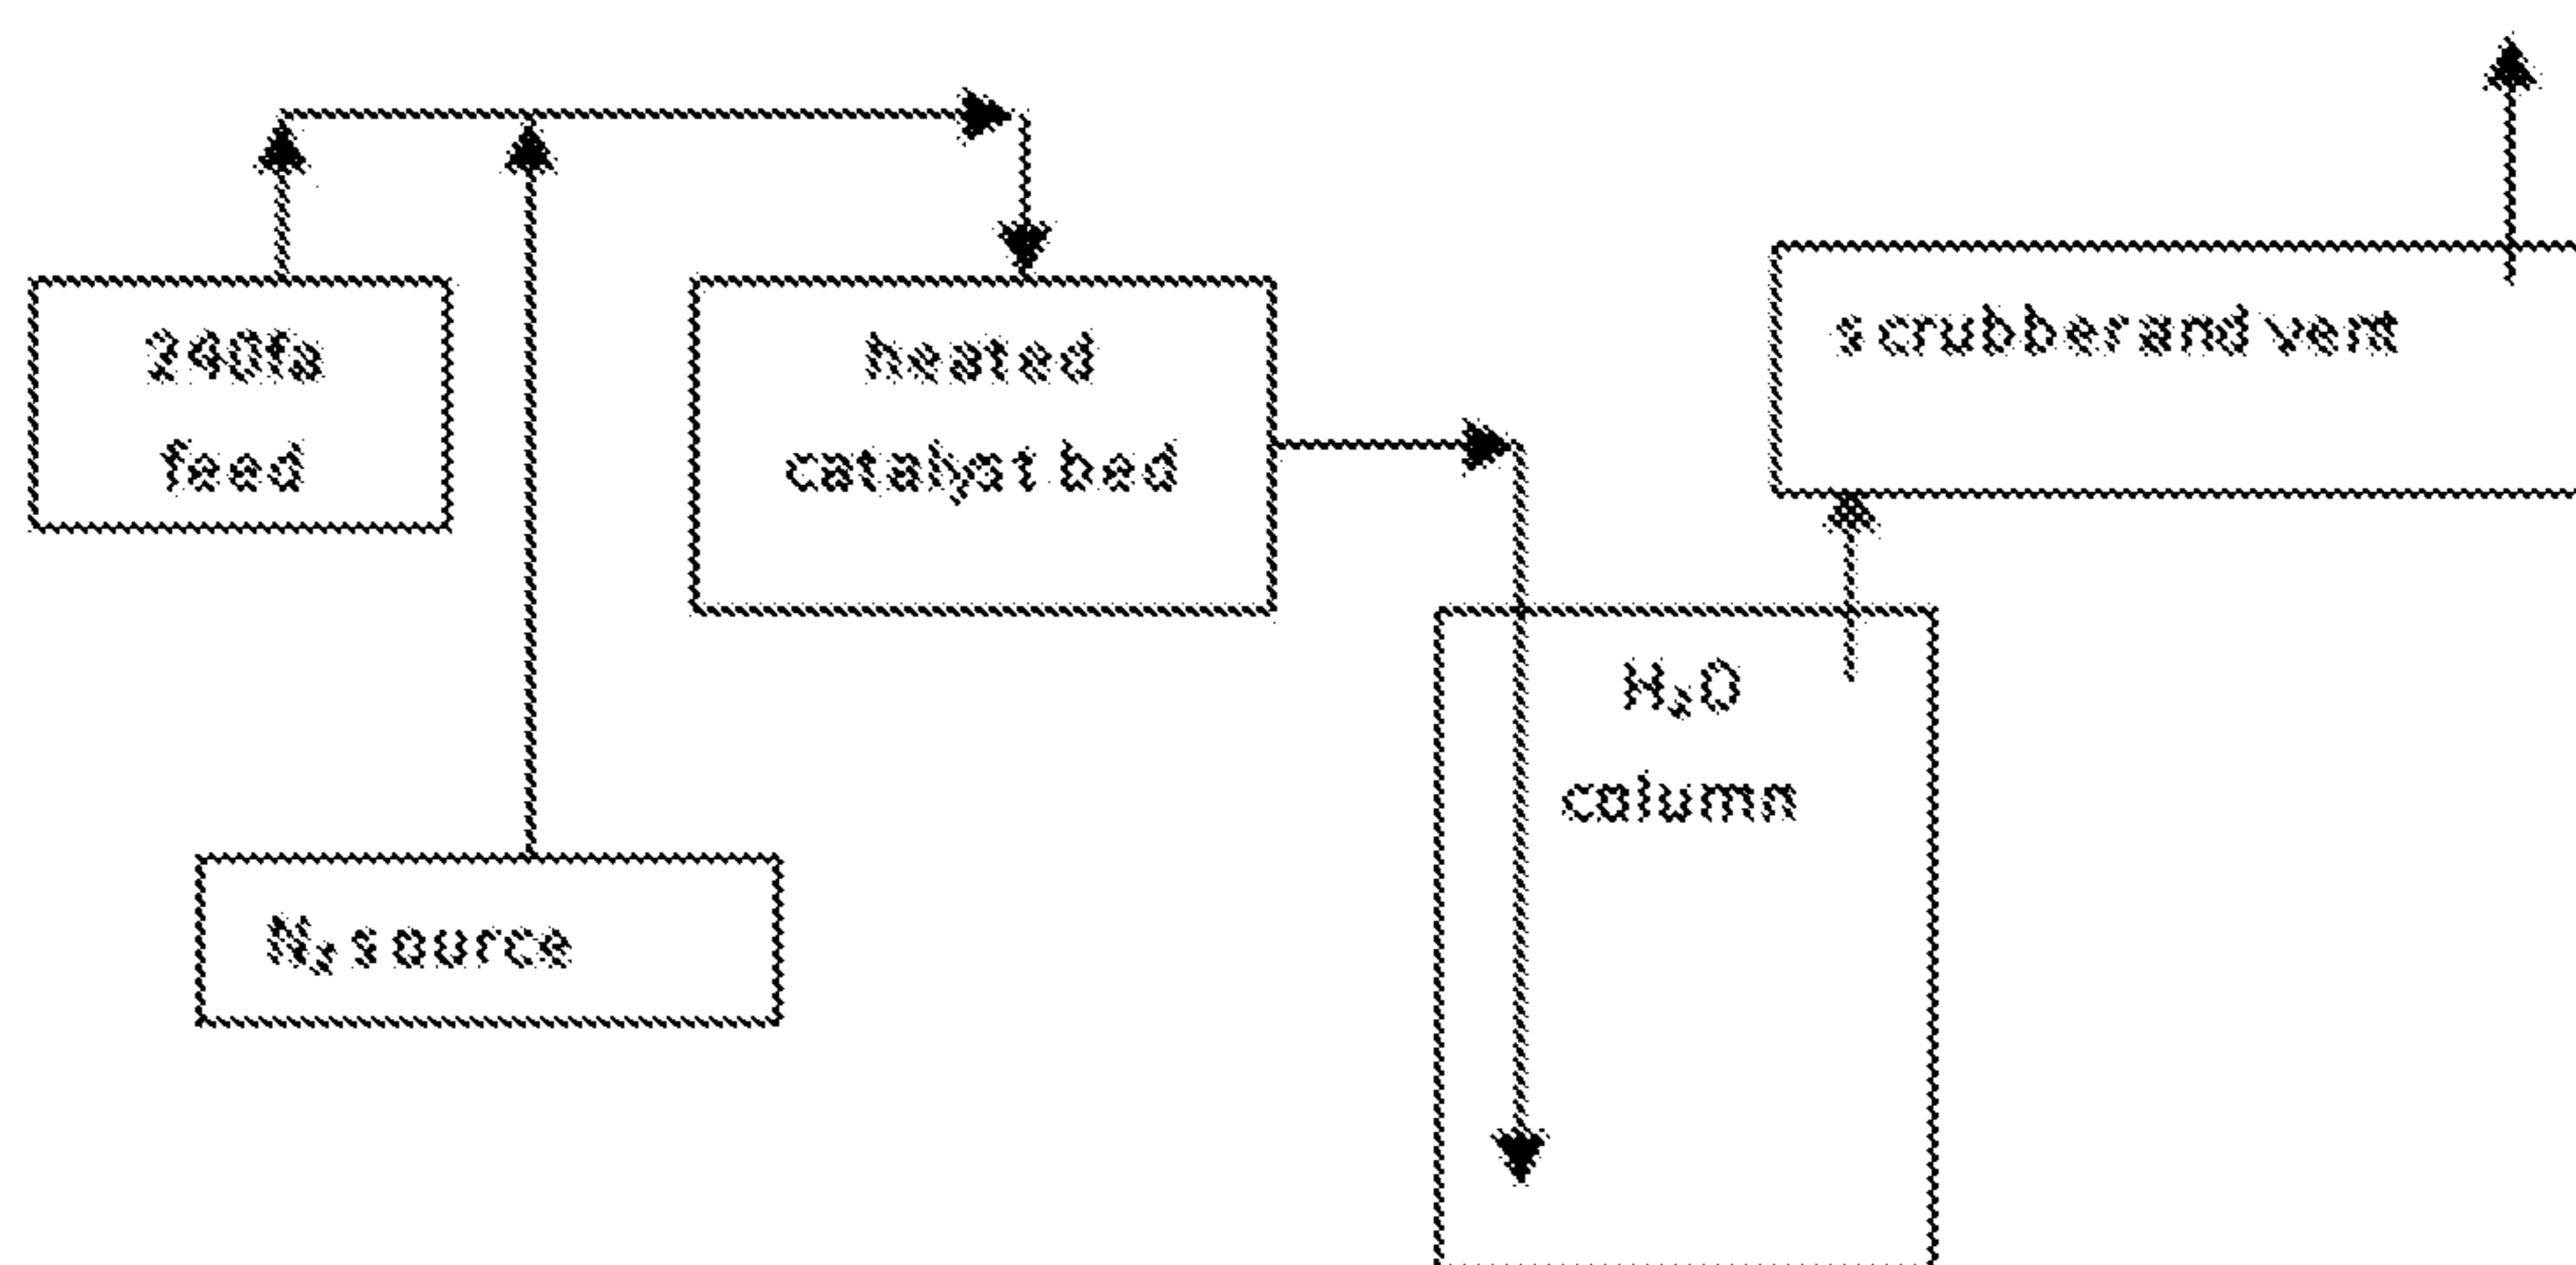 240fa
feed
heated
catalyst bed
scrubber and vent
H₂O
column
N₂ source